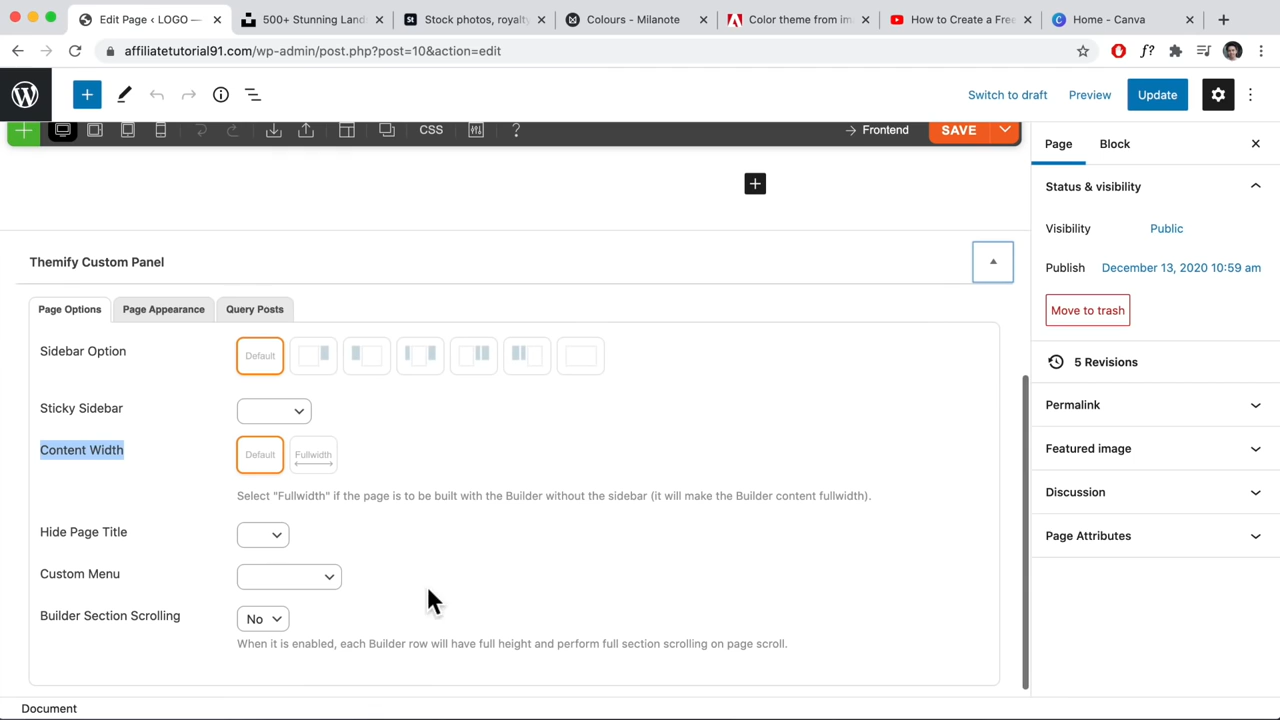 Edit Page ‹ LOGO —
500+ Stunning Land
Stock photos, royalty
Colours - Milanote
Color theme from im
How to Create a Free
Home - Canva
affiliatetutorial91.com/wp-admin/post.php?post=10&action=edit
Switch to draft
Preview
Update
CSS
Frontend
SAVE
Page
Block
Status & visibility
Visibility
Public
Publish
December 13, 2020 10:59 am
Move to trash
5 Revisions
Permalink
Featured image
Discussion
Page Attributes
Themify Custom Panel
Page Options
Page Appearance
Query Posts
Sidebar Option
Default
Sticky Sidebar
Content Width
Default
Fullwidth
Select "Fullwidth" if the page is to be built with the Builder without the sidebar (it will make the Builder content fullwidth).
Hide Page Title
Custom Menu
Builder Section Scrolling
No
When it is enabled, each Builder row will have full height and perform full section scrolling on page scroll.
Document